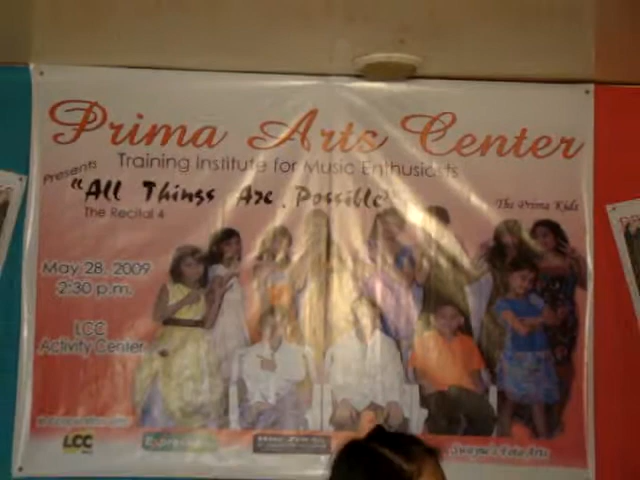 Prima Arts Center
Training Institute for Music Enthusiasts
Presents
"All Things Are Possible"
The Recital 4
The Prima Kids
May 28, 2009
2:30 p.m.
LCC
Activity Center
LCC